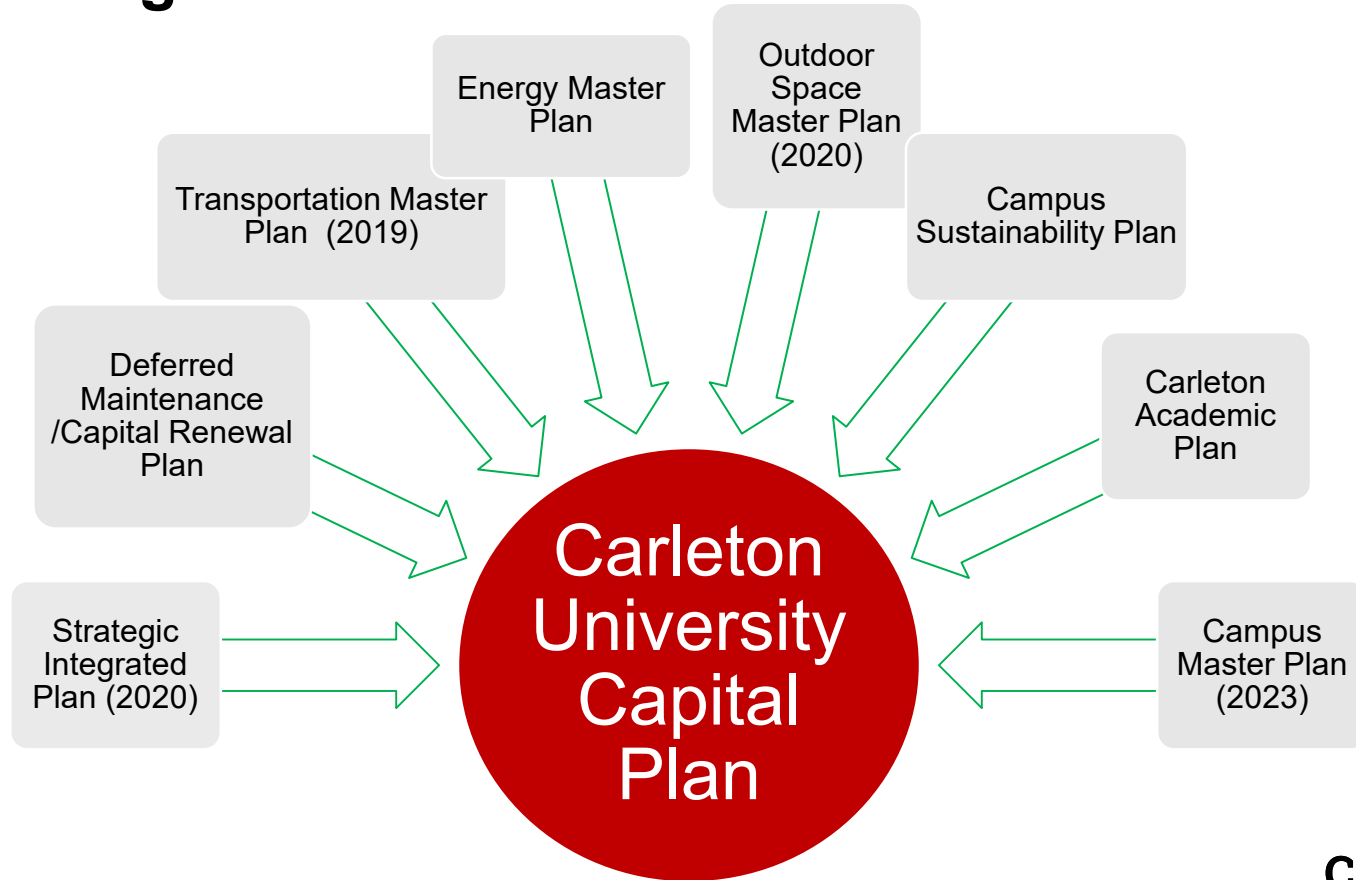 Outdoor
Space
Master Plan
(2020)
Energy Master
Plan
Transportation Master
Plan (2019)
Campus
Sustainability Plan
Deferred
Maintenance
/Capital Renewal
Plan
Carleton
Academic
Plan
Strategic
Integrated
Plan (2020)
Carleton
University
Capital
Plan
Campus
Master Plan
(2023)